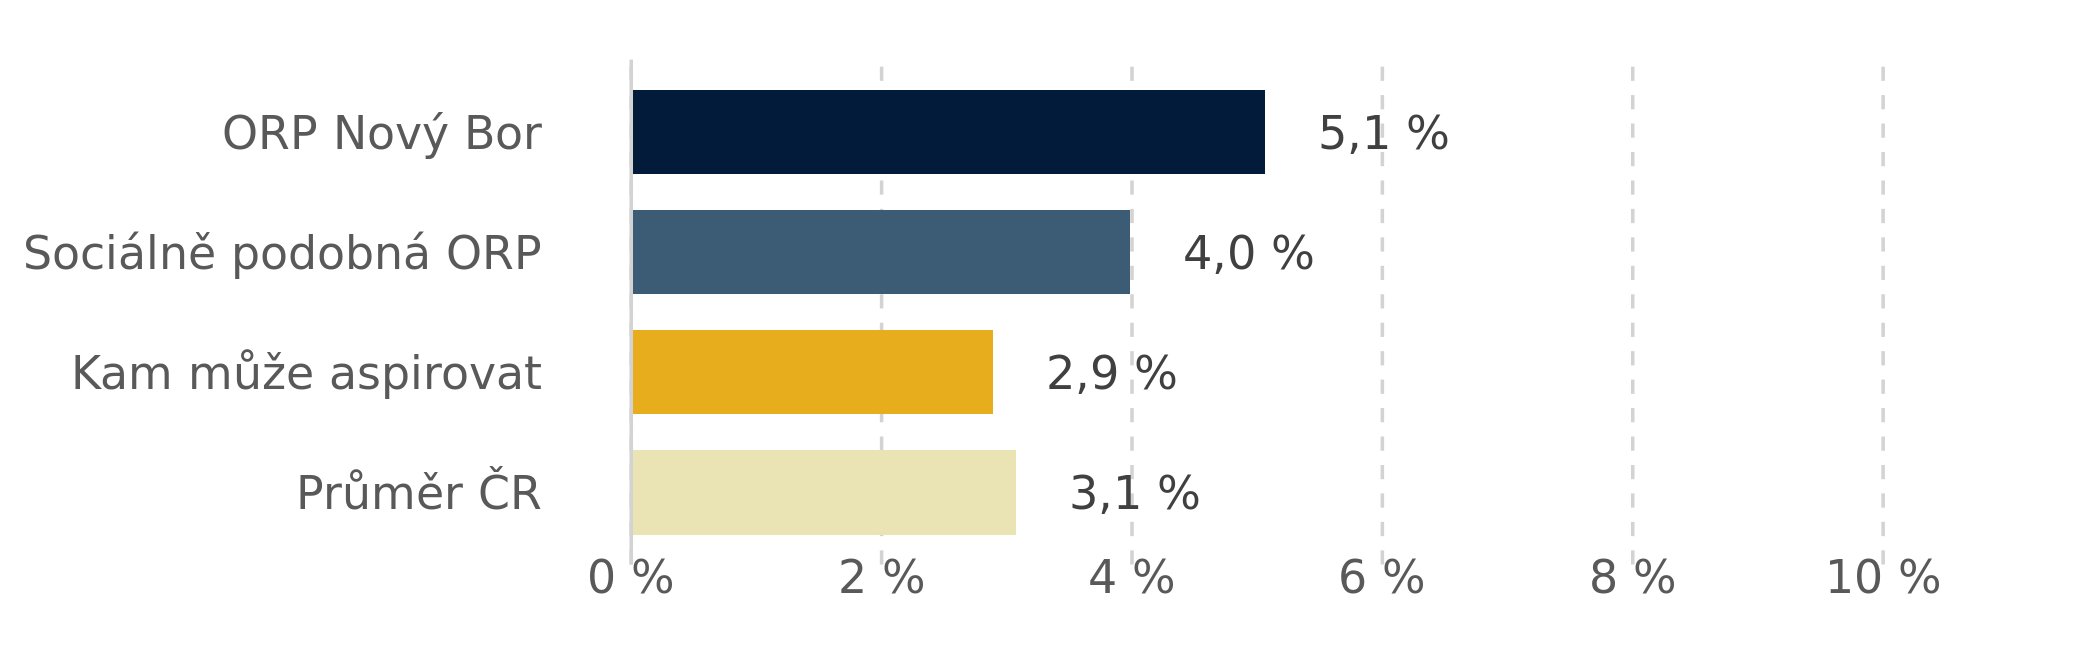 ORP Nový Bor 5,1 %
Sociálně podobná ORP 4,0 %
Kam může aspirovat 2,9 %
Průměr ČR 3,1 %
0 % 2 % 4 % 6 % 8 % 10 %